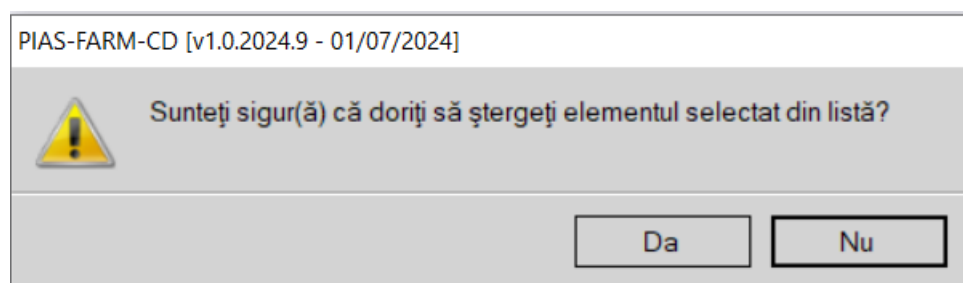 PIAS-FARM-CD [v1.0.2024.9 - 01/07/2024]
Sunteţi sigur(ă) că doriţi să ştergeţi elementul selectat din listă?
Da
Nu